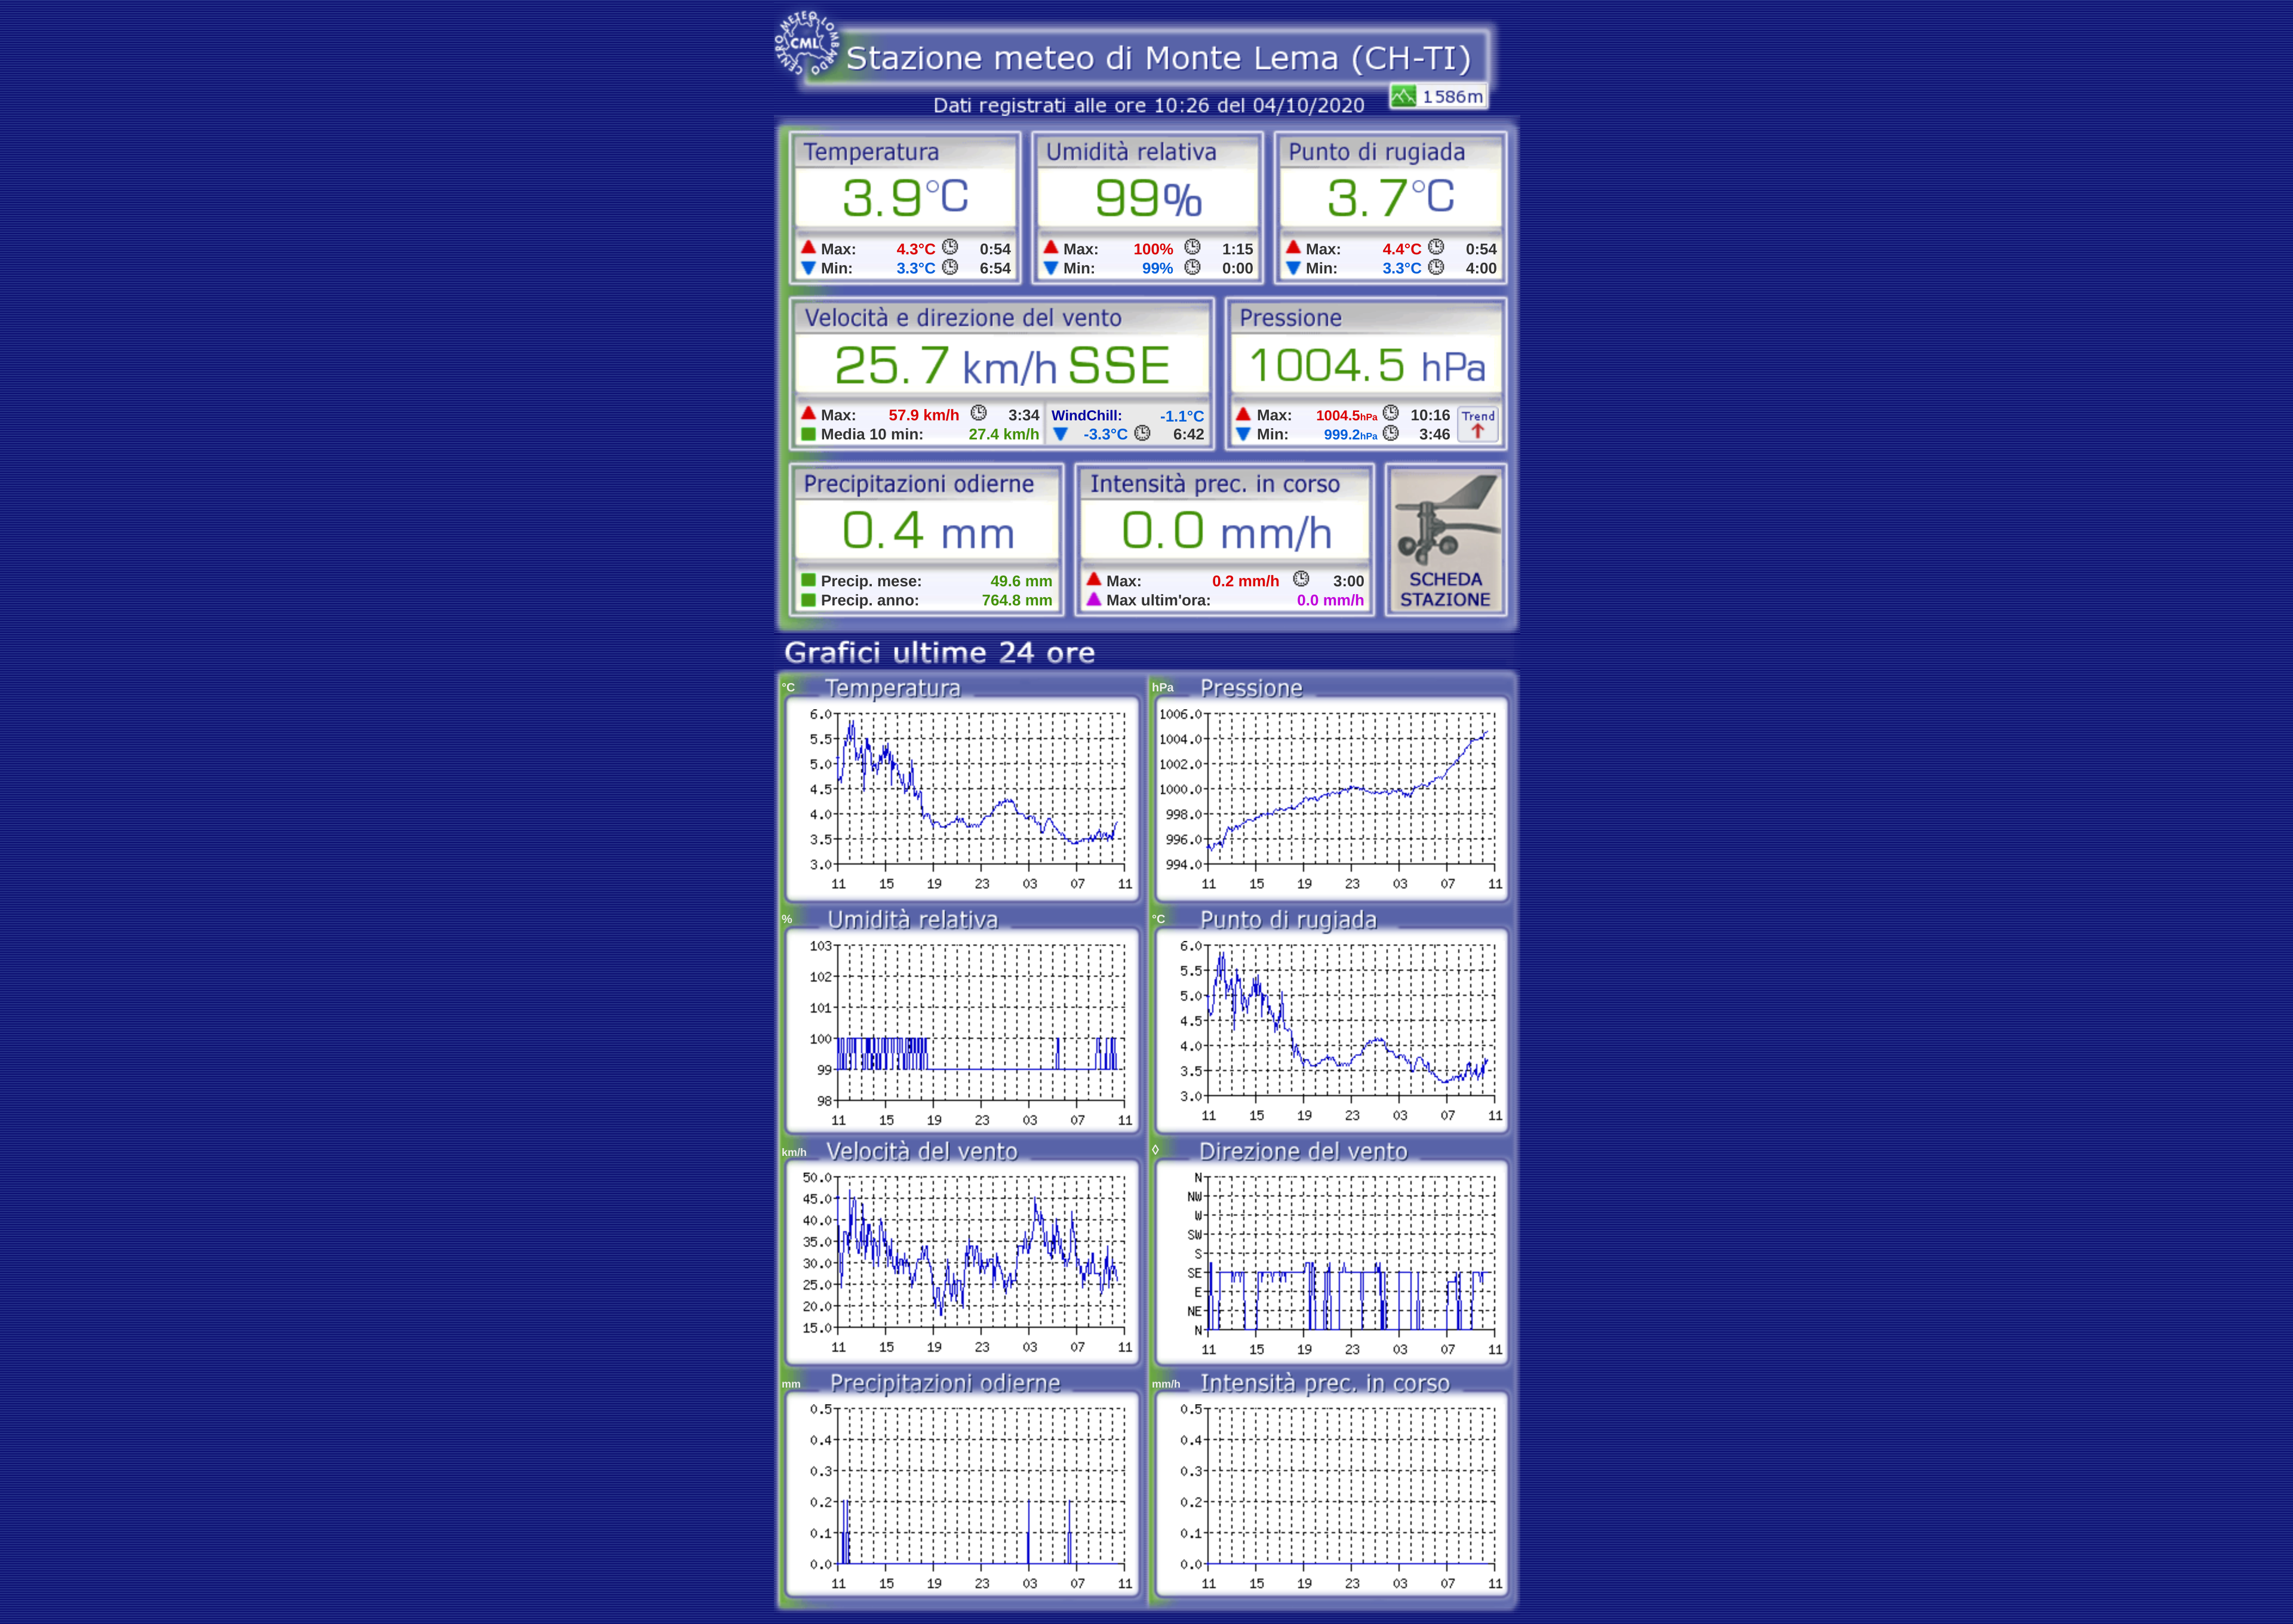 CENTRO METEO LOMBARDO
CML
Stazione meteo di Monte Lema (CH-TI)
Dati registrati alle ore 10:26 del 04/10/2020
1586m
Temperatura
3.9°C
Max: 4.3°C 0:54
Min: 3.3°C 6:54
Umidità relativa
99%
Max: 100% 1:15
Min: 99% 0:00
Punto di rugiada
3.7°C
Max: 4.4°C 0:54
Min: 3.3°C 4:00
Velocità e direzione del vento
25.7 km/h SSE
Max: 57.9 km/h 3:34
Media 10 min: 27.4 km/h
WindChill: -1.1°C
-3.3°C 6:42
Pressione
1004.5 hPa
Max: 1004.5hPa 10:16
Min: 999.2hPa 3:46
Trend
Precipitazioni odierne
0.4 mm
Precip. mese: 49.6 mm
Precip. anno: 764.8 mm
Intensità prec. in corso
0.0 mm/h
Max: 0.2 mm/h 3:00
Max ultim'ora: 0.0 mm/h
SCHEDA
STAZIONE
Grafici ultime 24 ore
°C Temperatura
6.0
5.5
5.0
4.5
4.0
3.5
3.0
11 15 19 23 03 07 11
hPa Pressione
1006.0
1004.0
1002.0
1000.0
998.0
996.0
994.0
11 15 19 23 03 07 11
% Umidità relativa
103
102
101
100
99
98
11 15 19 23 03 07 11
°C Punto di rugiada
6.0
5.5
5.0
4.5
4.0
3.5
3.0
11 15 19 23 03 07 11
km/h Velocità del vento
50.0
45.0
40.0
35.0
30.0
25.0
20.0
15.0
11 15 19 23 03 07 11
◊ Direzione del vento
N
NW
W
SW
S
SE
E
NE
N
11 15 19 23 03 07 11
mm Precipitazioni odierne
0.5
0.4
0.3
0.2
0.1
0.0
11 15 19 23 03 07 11
mm/h Intensità prec. in corso
0.5
0.4
0.3
0.2
0.1
0.0
11 15 19 23 03 07 11